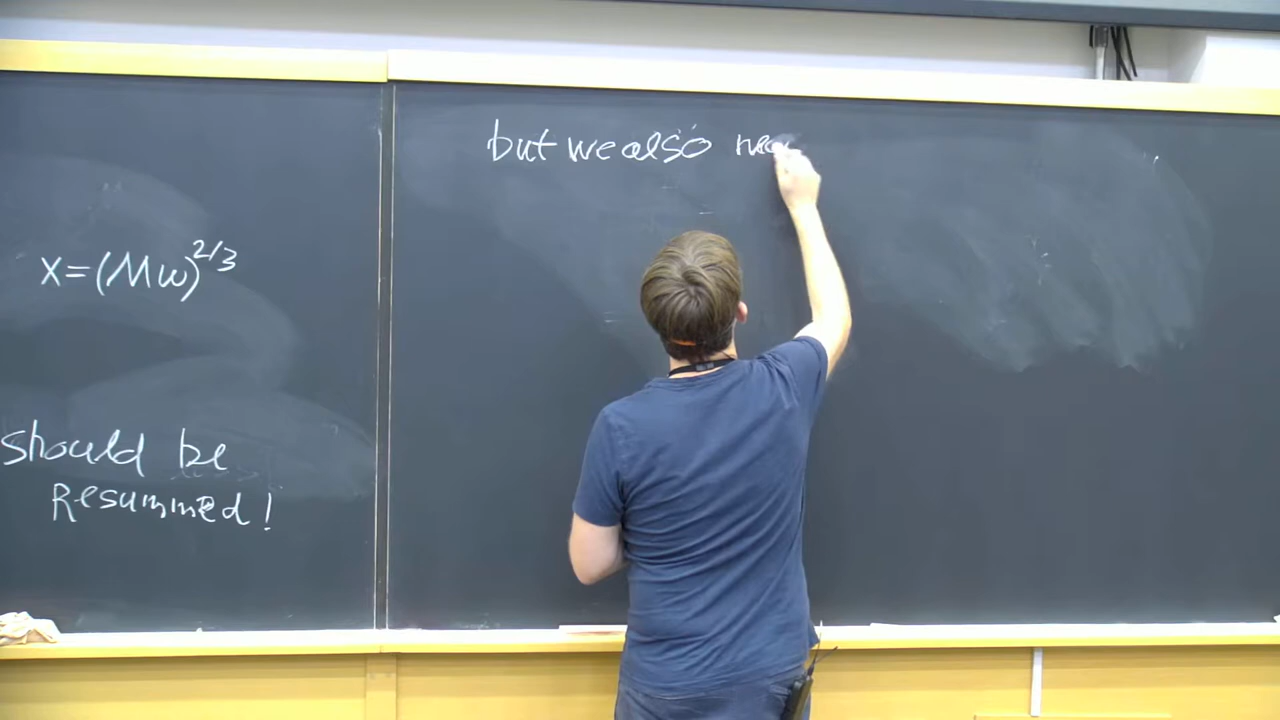 x=(Mω)^{2/3}
should be
Resummed!
but we also